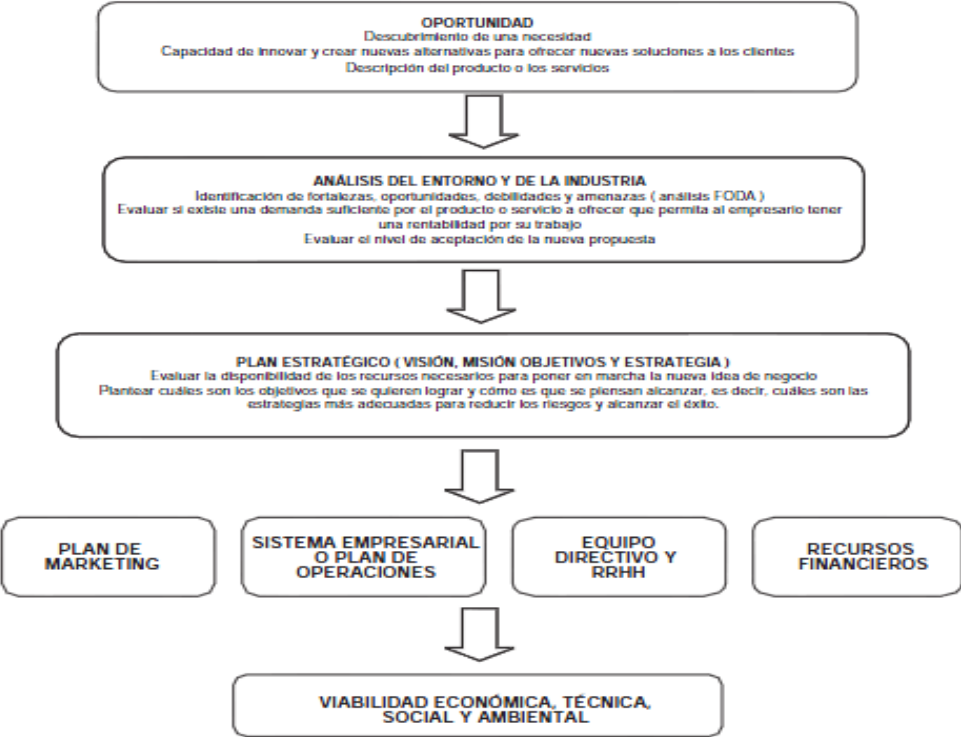 OPORTUNIDAD
Descubrimiento de una necesidad
Capacidad de innovar y crear nuevas alternativas para ofrecer nuevas soluciones a los clientes
Descripción del producto o los servicios
ANÁLISIS DEL ENTORNO Y DE LA INDUSTRIA
Identificación de fortalezas, oportunidades, debilidades y amenazas ( análisis FODA )
Evaluar si existe una demanda suficiente por el producto o servicio a ofrecer que permita al empresario tener
una rentabilidad por su trabajo
Evaluar el nivel de aceptación de la nueva propuesta
PLAN ESTRATÉGICO ( VISIÓN, MISIÓN OBJETIVOS Y ESTRATEGIA )
Evaluar la disponibilidad de los recursos necesarios para poner en marcha la nueva idea de negocio
Plantear cuáles son los objetivos que se quieren lograr y cómo es que se piensan alcanzar, es decir, cuáles son las
estrategias más adecuadas para reducir los riesgos y alcanzar el éxito.
PLAN DE
MARKETING
SISTEMA EMPRESARIAL
O PLAN DE
OPERACIONES
EQUIPO
DIRECTIVO Y
RRHH
RECURSOS
FINANCIEROS
VIABILIDAD ECONÓMICA, TÉCNICA,
SOCIAL Y AMBIENTAL